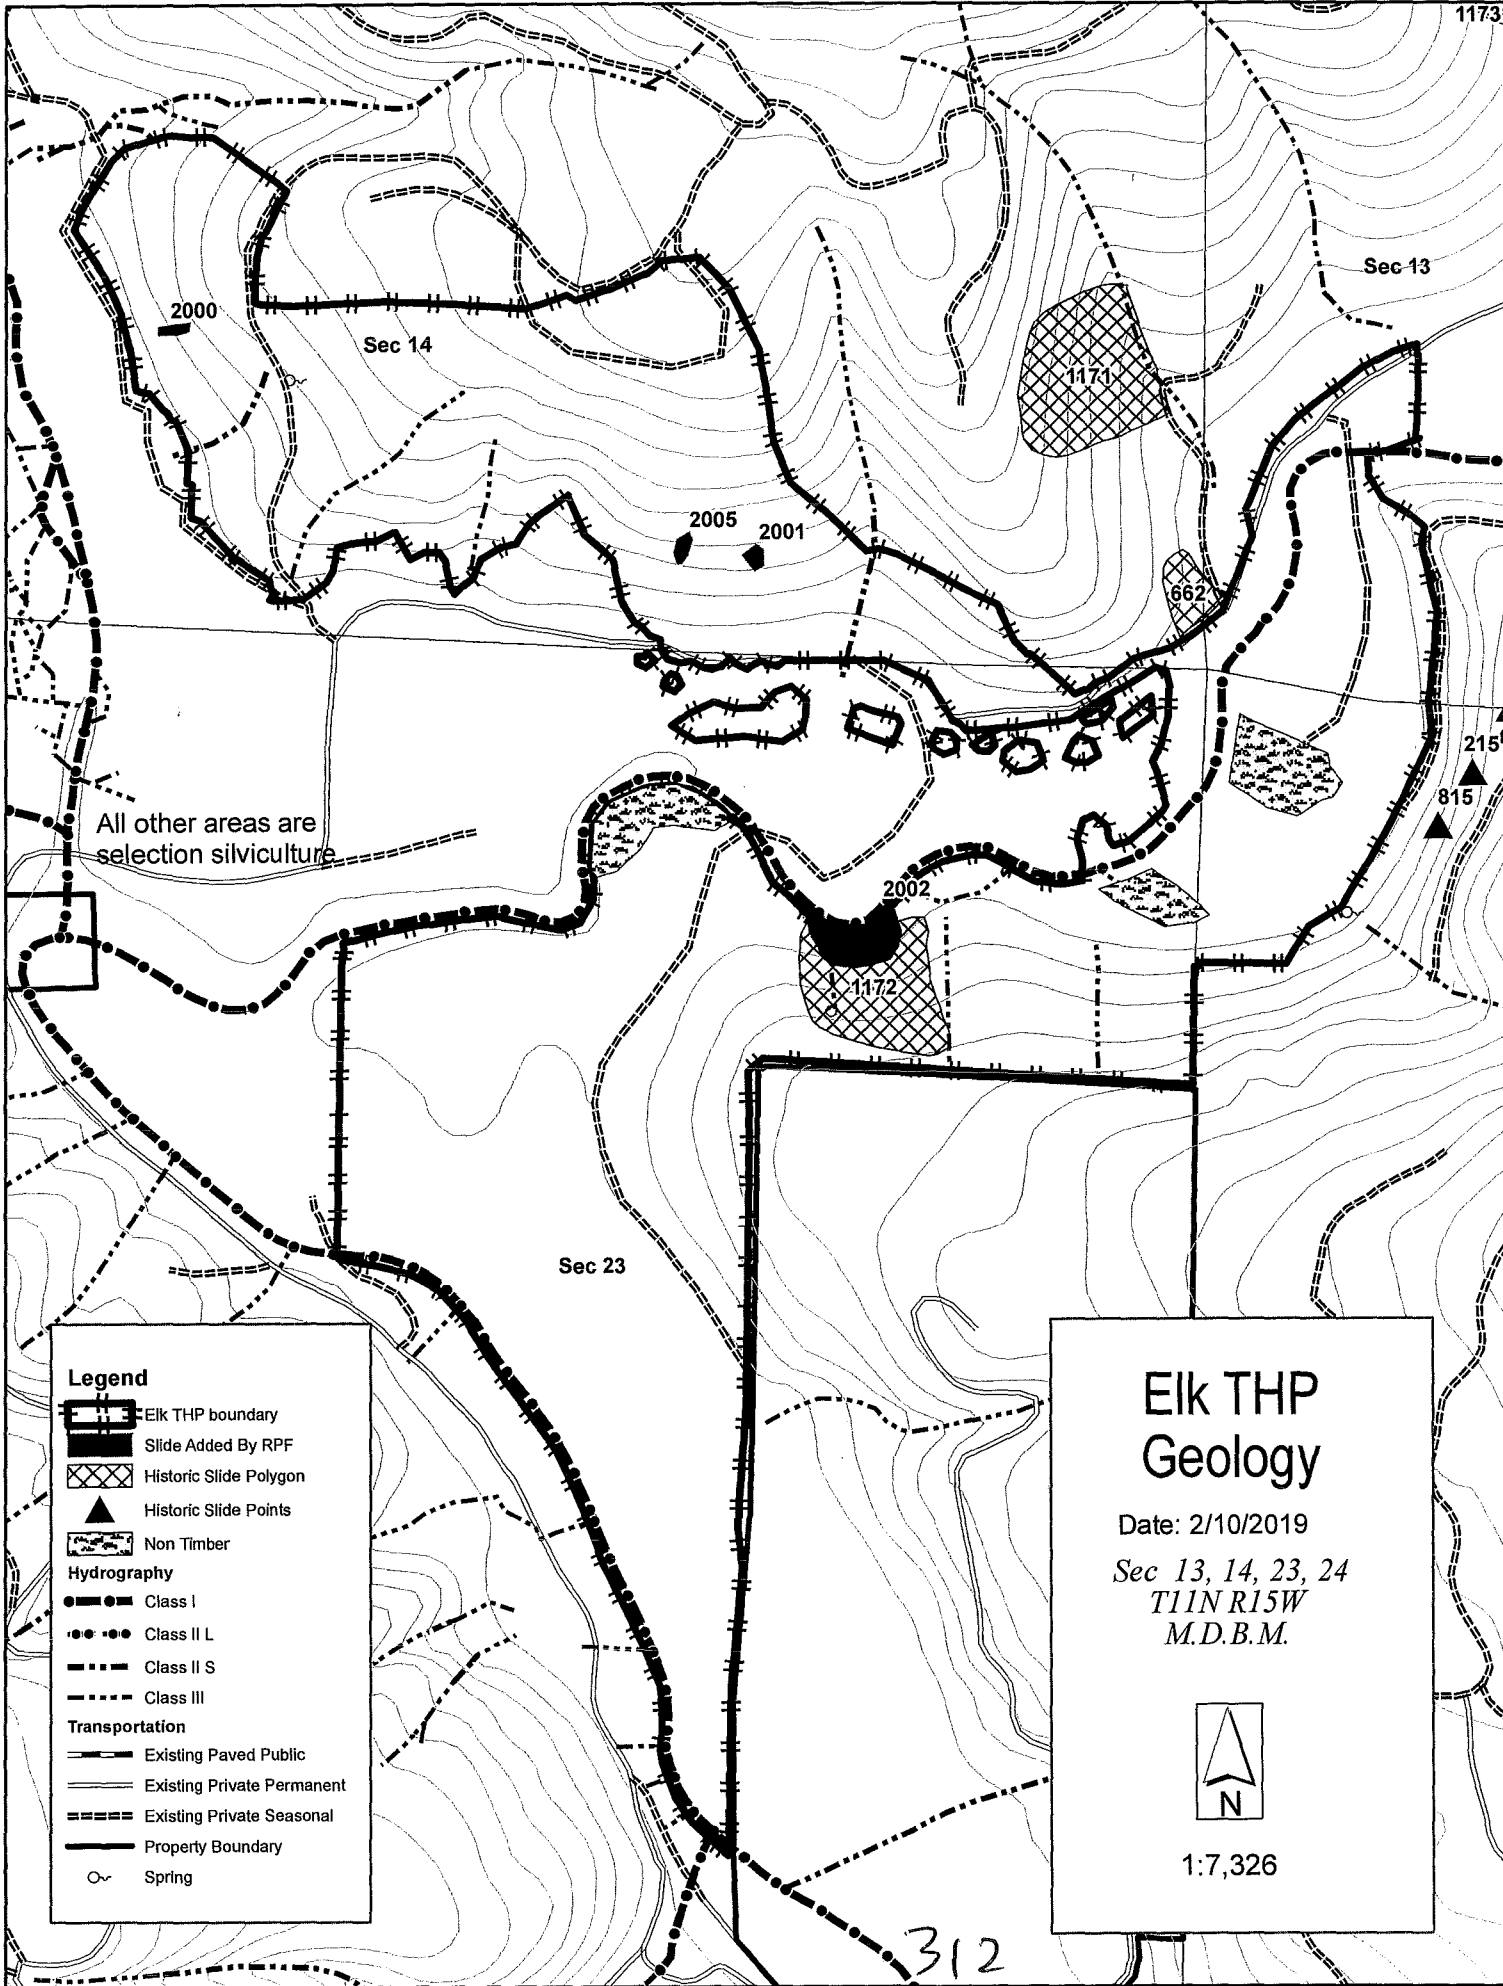 1173
Sec 13
2000
Sec 14
1171
2005
2001
662
215
815
All other areas are
selection silviculture
2002
1172
Sec 23
Legend
Elk THP boundary
Slide Added By RPF
Historic Slide Polygon
Historic Slide Points
Non Timber
Hydrography
Class I
Class II L
Class II S
Class III
Transportation
Existing Paved Public
Existing Private Permanent
Existing Private Seasonal
Property Boundary
Spring
Elk THP
Geology
Date: 2/10/2019
Sec 13, 14, 23, 24
T11N R15W
M.D.B.M.
N
1:7,326
312